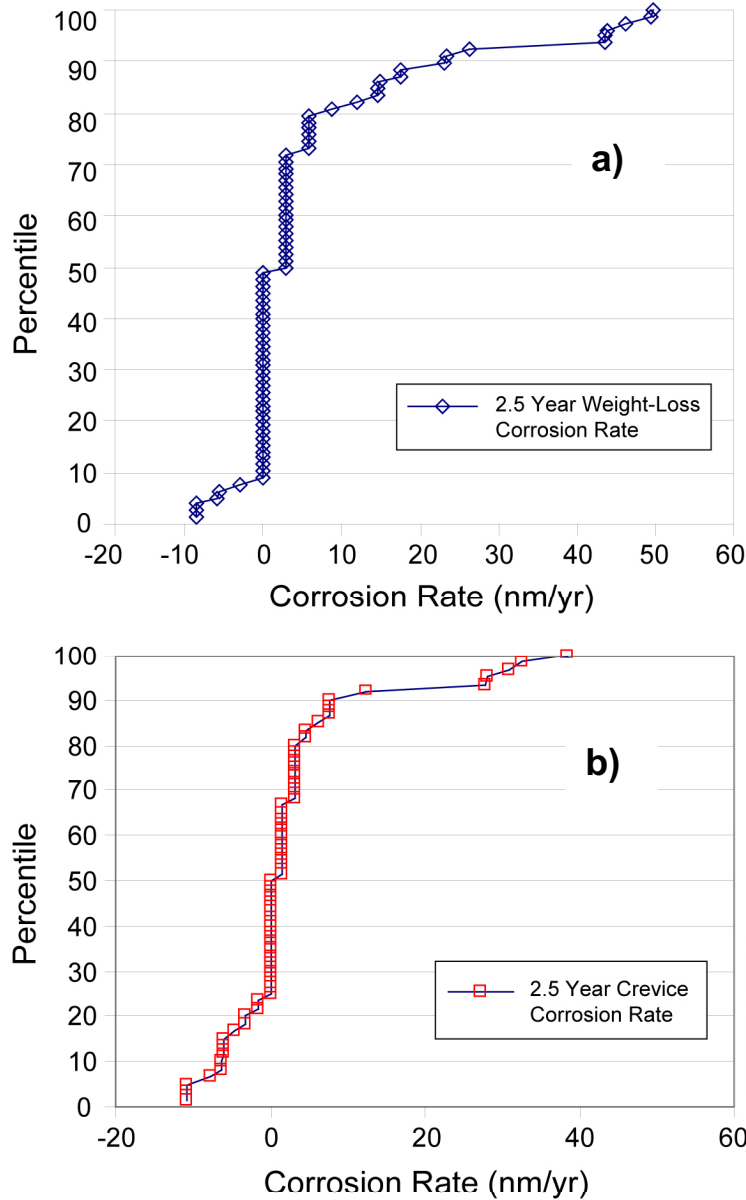 100
90
80
70
60
50
40
30
20
10
0
Percentile
a)
2.5 Year Weight-Loss
Corrosion Rate
-20 -10 0 10 20 30 40 50 60
Corrosion Rate (nm/yr)
100
90
80
70
60
50
40
30
20
10
0
Percentile
b)
2.5 Year Crevice
Corrosion Rate
-20 0 20 40 60
Corrosion Rate (nm/yr)